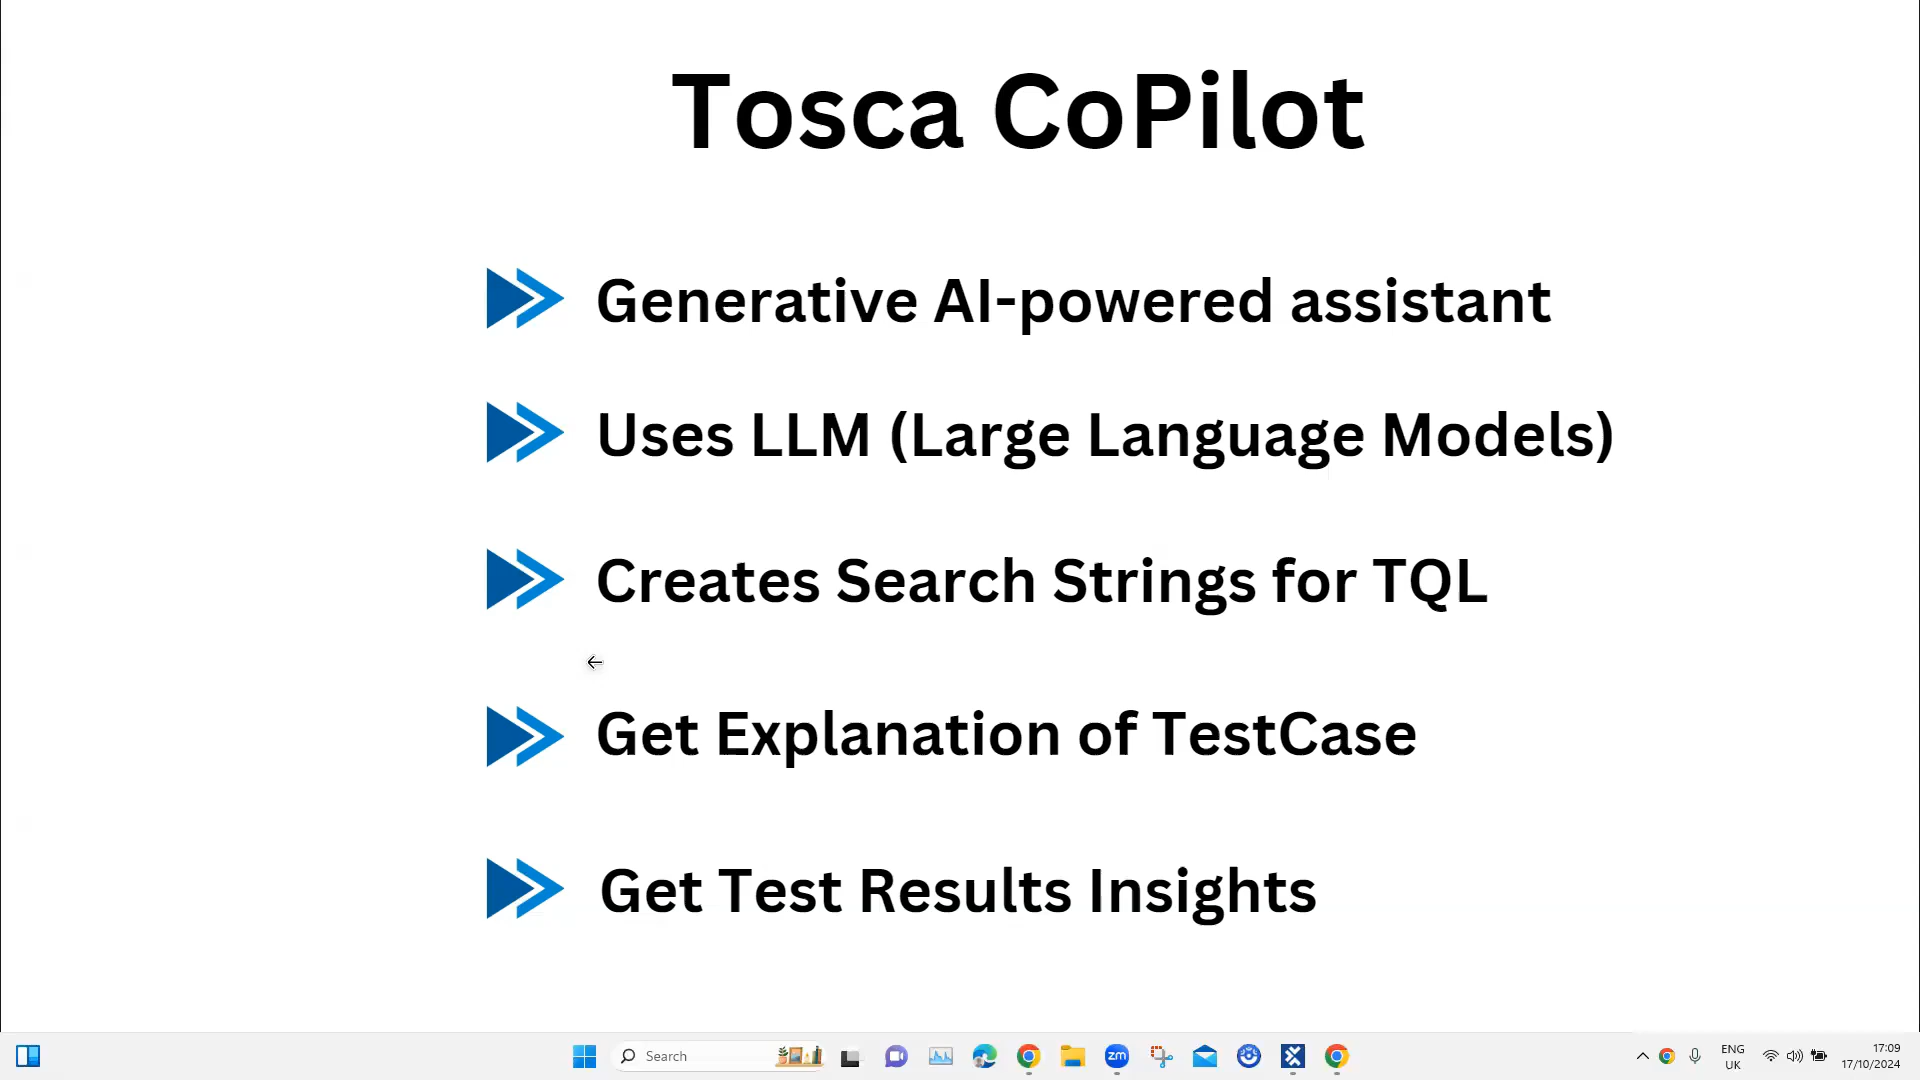 Tosca CoPilot
Generative AI-powered assistant
Uses LLM (Large Language Models)
Creates Search Strings for TQL
Get Explanation of TestCase
Get Test Results Insights
Search
zm
ENG
UK
17:09
17/10/2024